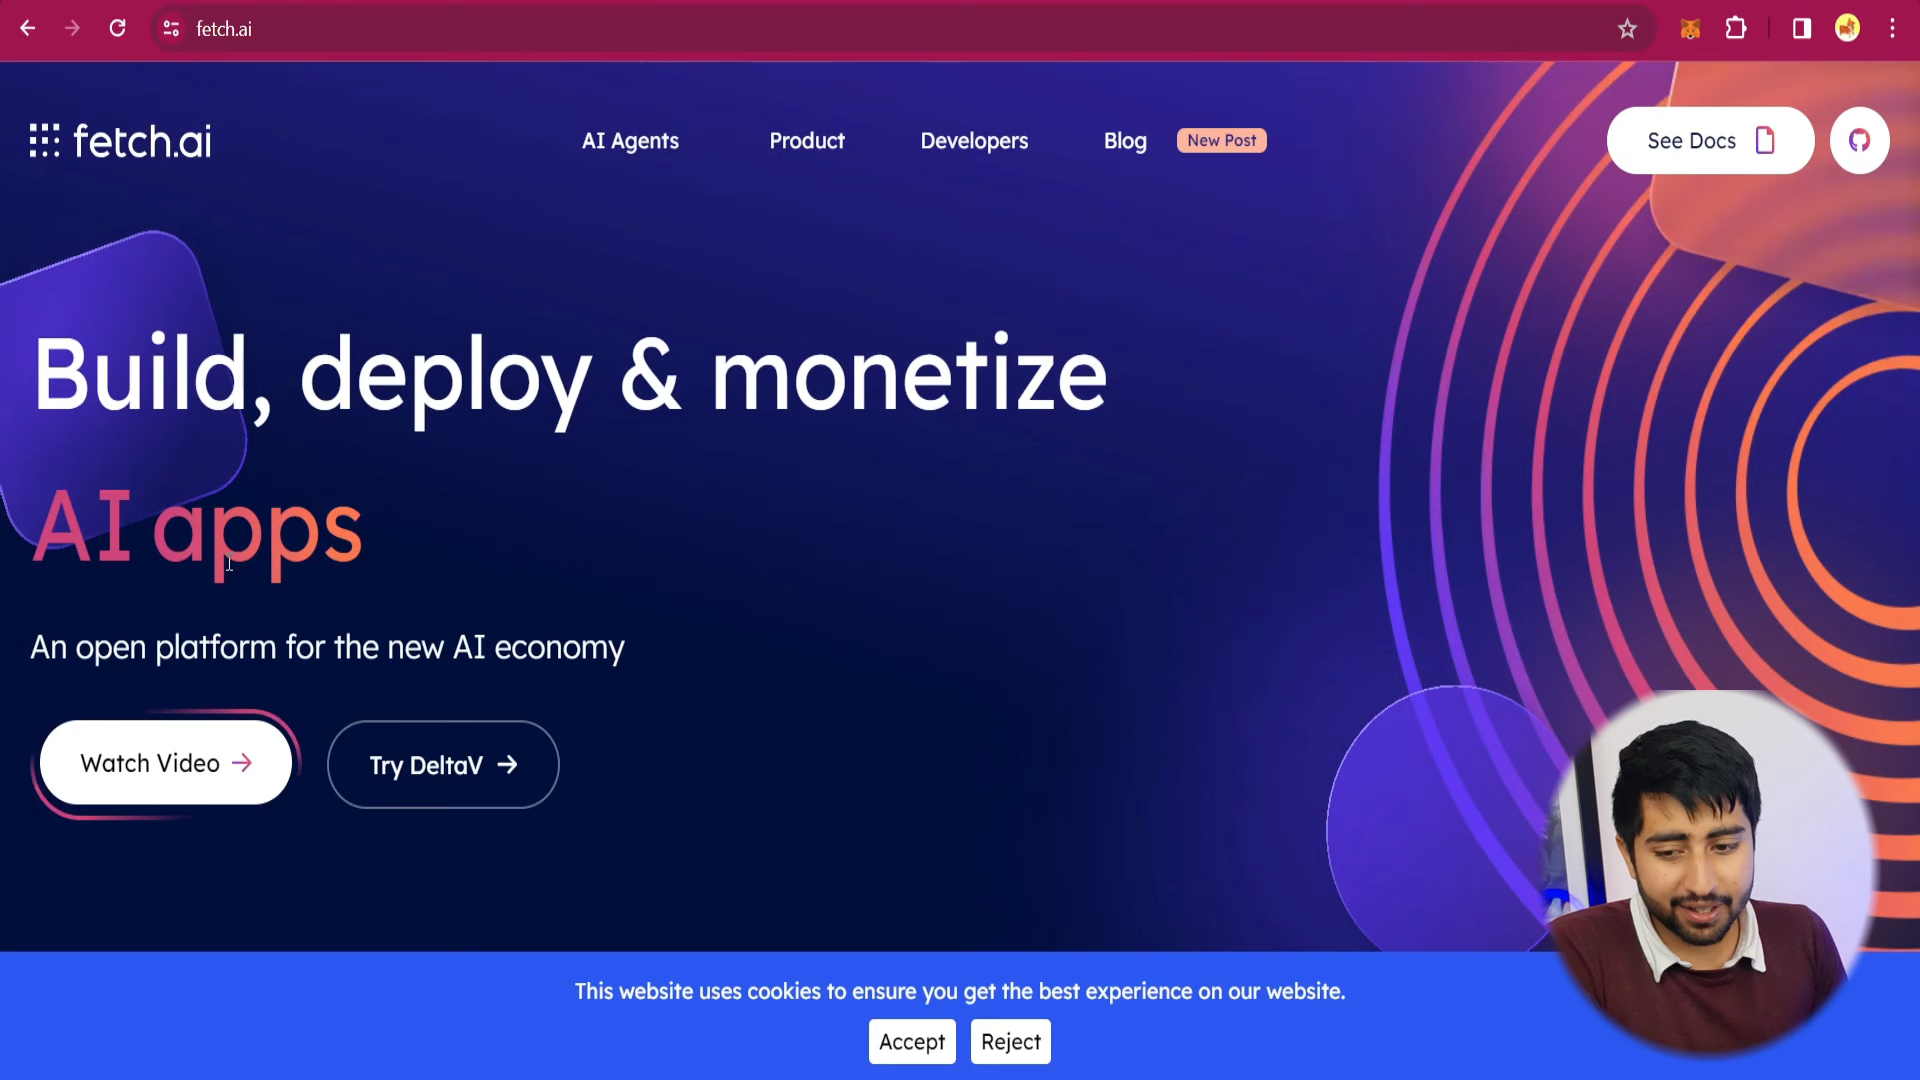 fetch.ai
fetch.ai
AI Agents
Product
Developers
Blog
New Post
See Docs
Build, deploy & monetize
AI apps
An open platform for the new AI economy
Watch Video →
Try DeltaV →
This website uses cookies to ensure you get the best experience on our website.
Accept
Reject